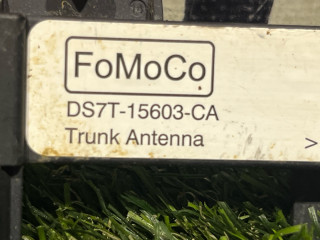 FoMoCo
DS7T-15603-CA
Trunk Antenna
>